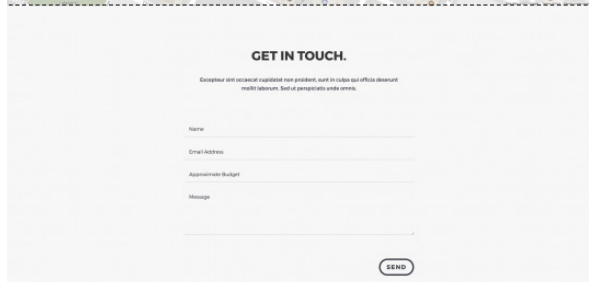 GET IN TOUCH.
Excepteur sint occaecat cupidatat non proident, sunt in culpa qui officia deserunt
mollit laborum. Sed ut perspiciatis unde omnis.
Name
Email Address
Approximate Budget
Message
SEND